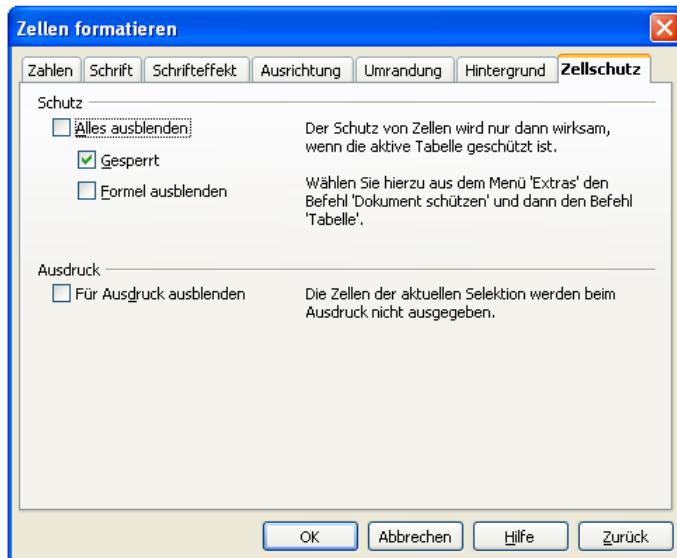 Zellen formatieren
Zahlen Schrift Schrifteffekt Ausrichtung Umrandung Hintergrund Zellschutz
Schutz
Alles ausblenden
Gesperrt
Formel ausblenden
Der Schutz von Zellen wird nur dann wirksam,
wenn die aktive Tabelle geschützt ist.
Wählen Sie hierzu aus dem Menü 'Extras' den
Befehl 'Dokument schützen' und dann den Befehl
'Tabelle'.
Ausdruck
Für Ausdruck ausblenden
Die Zellen der aktuellen Selektion werden beim
Ausdruck nicht ausgegeben.
OK Abbrechen Hilfe Zurück